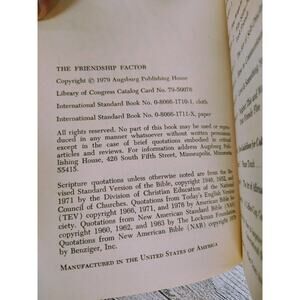 THE FRIENDSHIP FACTOR
Copyright © 1979 Augsburg Publishing House
Library of Congress Catalog Card No. 79-50076
International Standard Book No. 0-8066-1710-1, cloth
International Standard Book No. 0-8066-1711-X, paper
All rights reserved. No part of this book may be used or
reproduced in any manner whatsoever without written permission
except in the case of brief quotations embodied in critical
articles and reviews. For information address Augsburg Pub-
lishing House, 426 South Fifth Street, Minneapolis, Minnesota
55415.
Scripture quotations unless otherwise noted are from the Re-
vised Standard Version of the Bible, copyright 1946, 1952, and
1971 by the Division of Christian Education of the National
Council of Churches. Quotations from Today's English Version
(TEV) copyright 1966, 1971, and 1976 by American Bible So-
ciety. Quotations from New American Standard Bible (NASB)
copyright 1960, 1962, and 1963 by The Lockman Foundation.
Quotations from New American Bible (NAB) copyright 1970
by Benziger, Inc.
MANUFACTURED IN THE UNITED STATES OF AMERICA